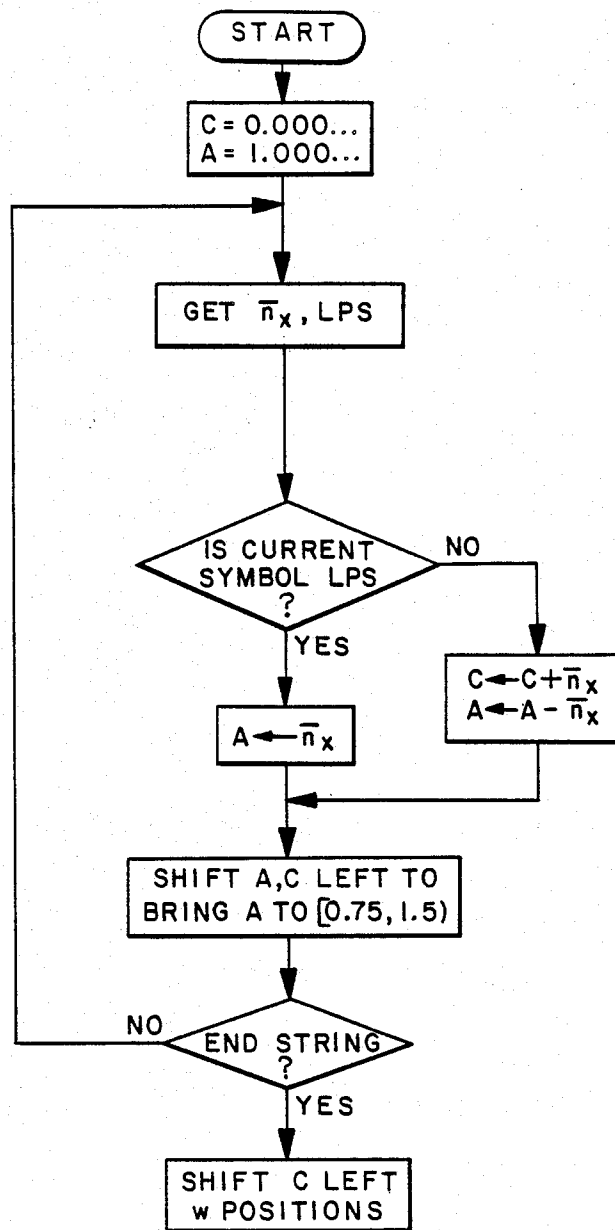 START
C = 0.000...
A = 1.000...
GET n̄x, LPS
IS CURRENT
SYMBOL LPS
?
NO
YES
C←C+n̄x
A←A-n̄x
A←n̄x
SHIFT A,C LEFT TO
BRING A TO [0.75, 1.5)
NO
END STRING
?
YES
SHIFT C LEFT
w POSITIONS